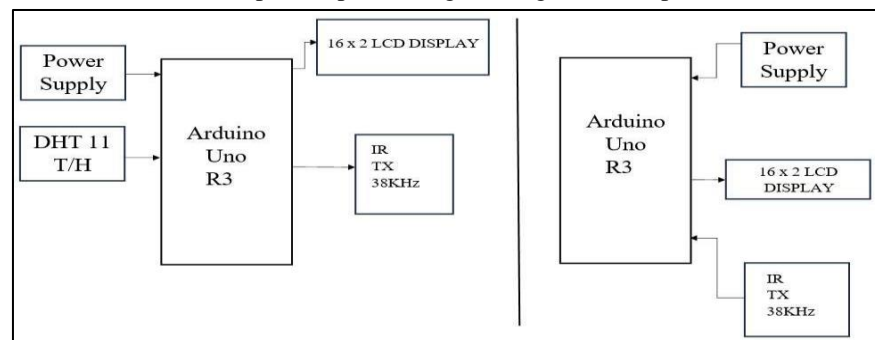 Power
Supply
DHT 11
T/H
Arduino
Uno
R3
16 x 2 LCD DISPLAY
IR
TX
38KHz
Arduino
Uno
R3
Power
Supply
16 x 2 LCD
DISPLAY
IR
TX
38KHz